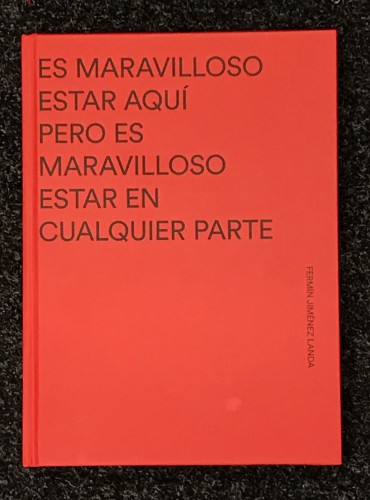 ES MARAVILLOSO
ESTAR AQUÍ
PERO ES
MARAVILLOSO
ESTAR EN
CUALQUIER PARTE
FERMÍN JIMÉNEZ LANDA